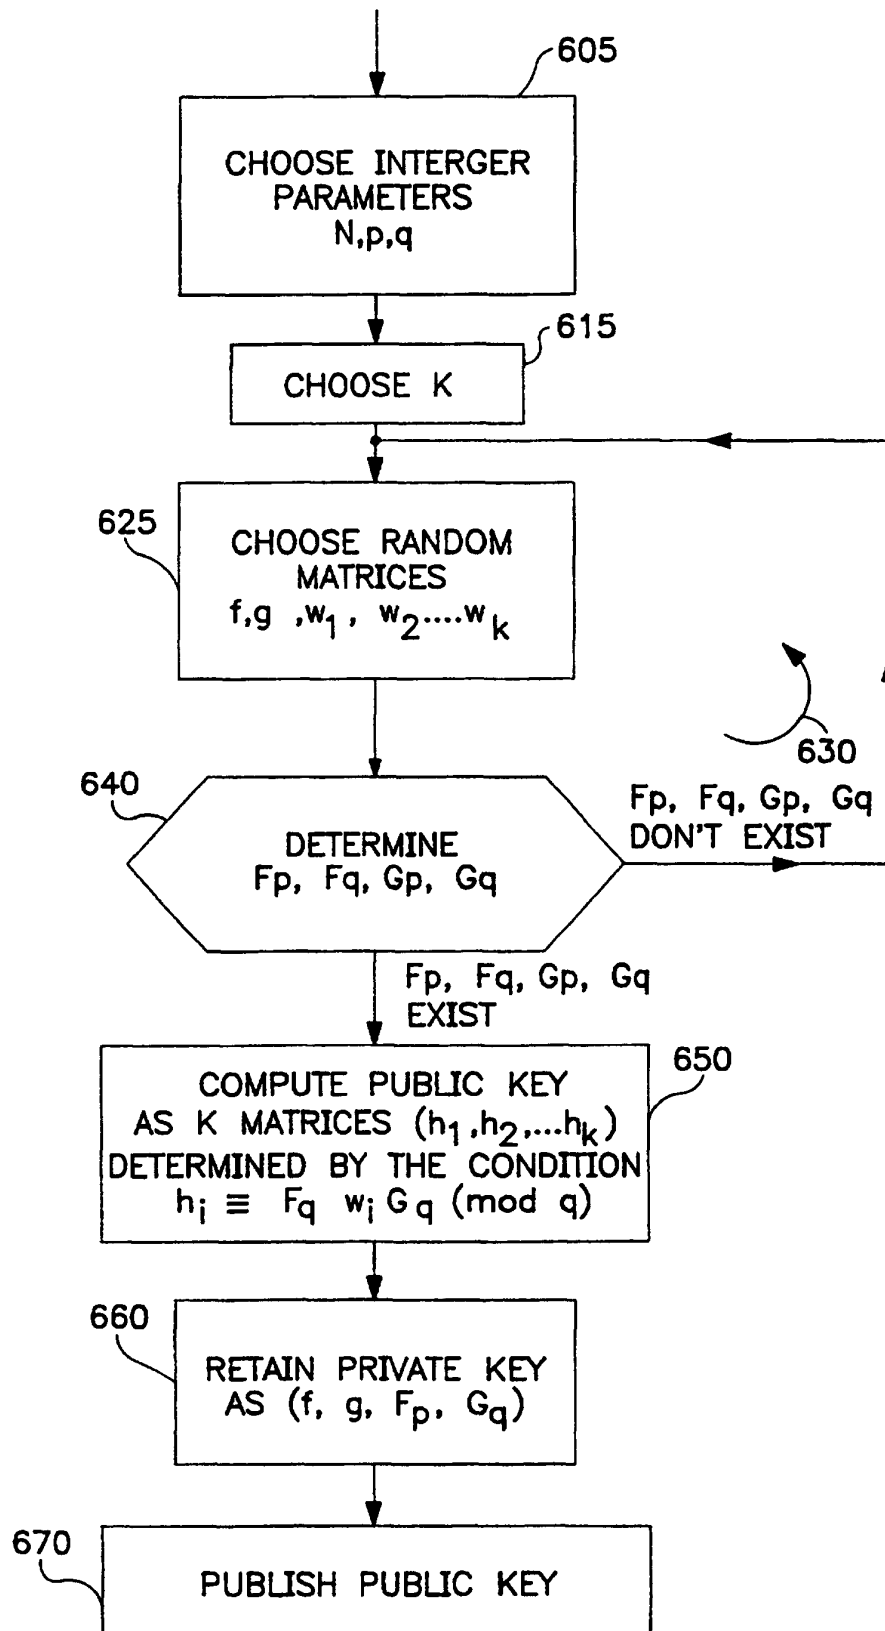 605
CHOOSE INTERGER
PARAMETERS
N,p,q
615
CHOOSE K
625
CHOOSE RANDOM
MATRICES
f,g ,w1, w2....wk
630
640
DETERMINE
Fp, Fq, Gp, Gq
Fp, Fq, Gp, Gq
DON'T EXIST
Fp, Fq, Gp, Gq
EXIST
650
COMPUTE PUBLIC KEY
AS K MATRICES (h1,h2,...hk)
DETERMINED BY THE CONDITION
hi ≡ Fq wi Gq (mod q)
660
RETAIN PRIVATE KEY
AS (f, g, Fp, Gq)
670
PUBLISH PUBLIC KEY